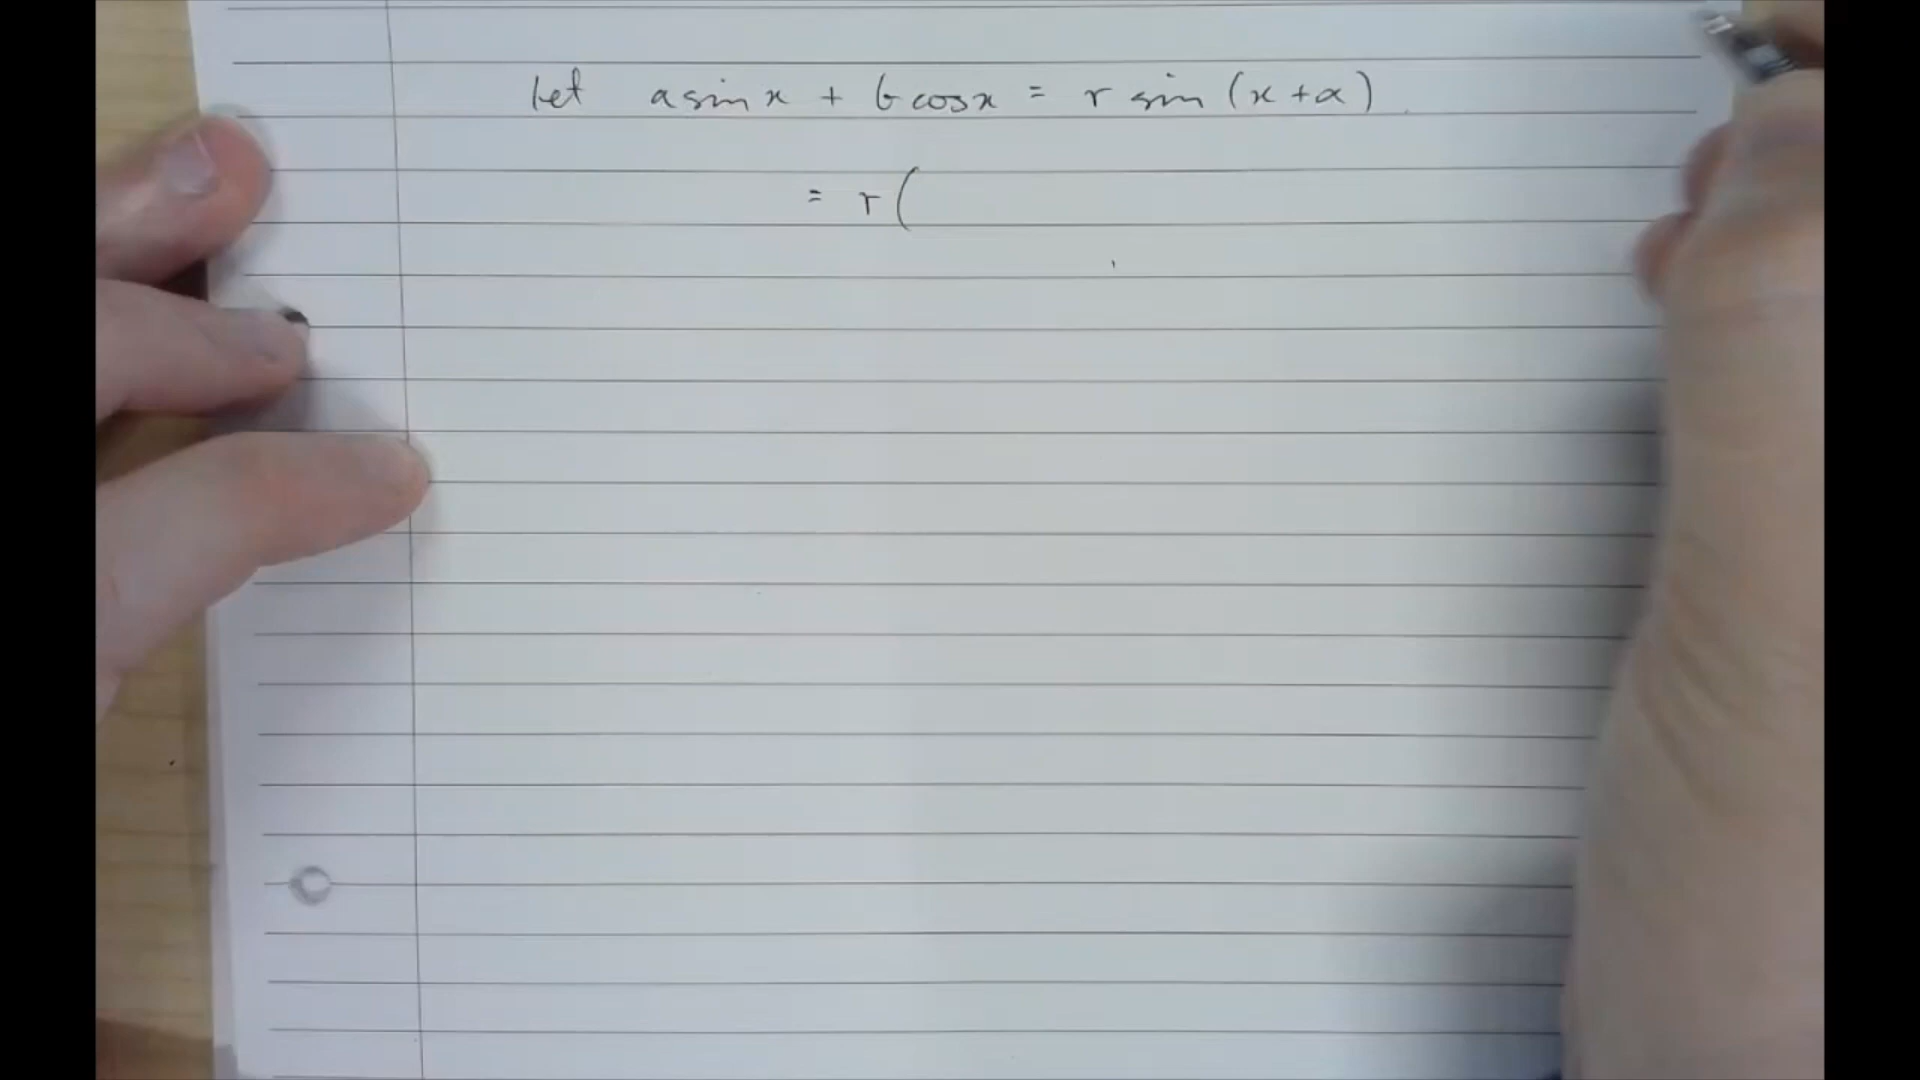 let a sin x + b cos x = r sin (x + α)
= r (